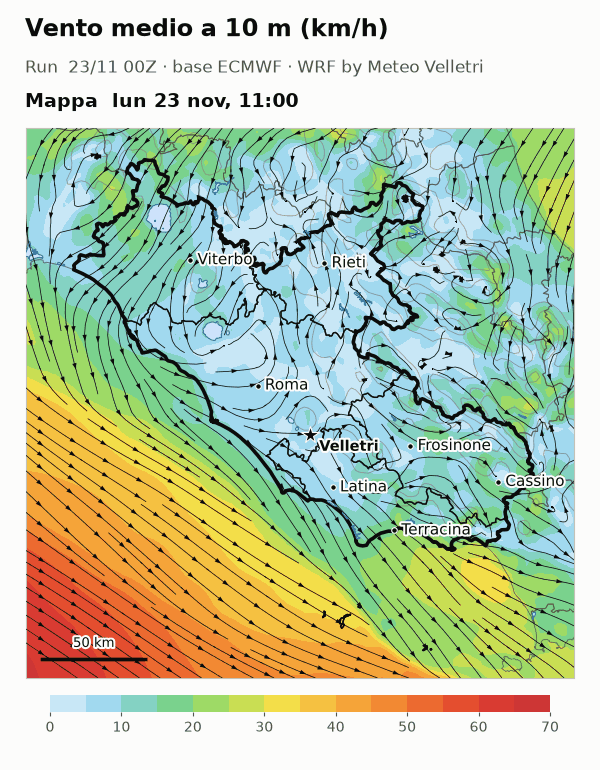 Vento medio a 10 m (km/h)
Run  23/11 00Z · base ECMWF · WRF by Meteo Velletri
Mappa  lun 23 nov, 11:00
Viterbo
Rieti
Roma
Velletri
Frosinone
Latina
Cassino
Terracina
50 km
0 10 20 30 40 50 60 70